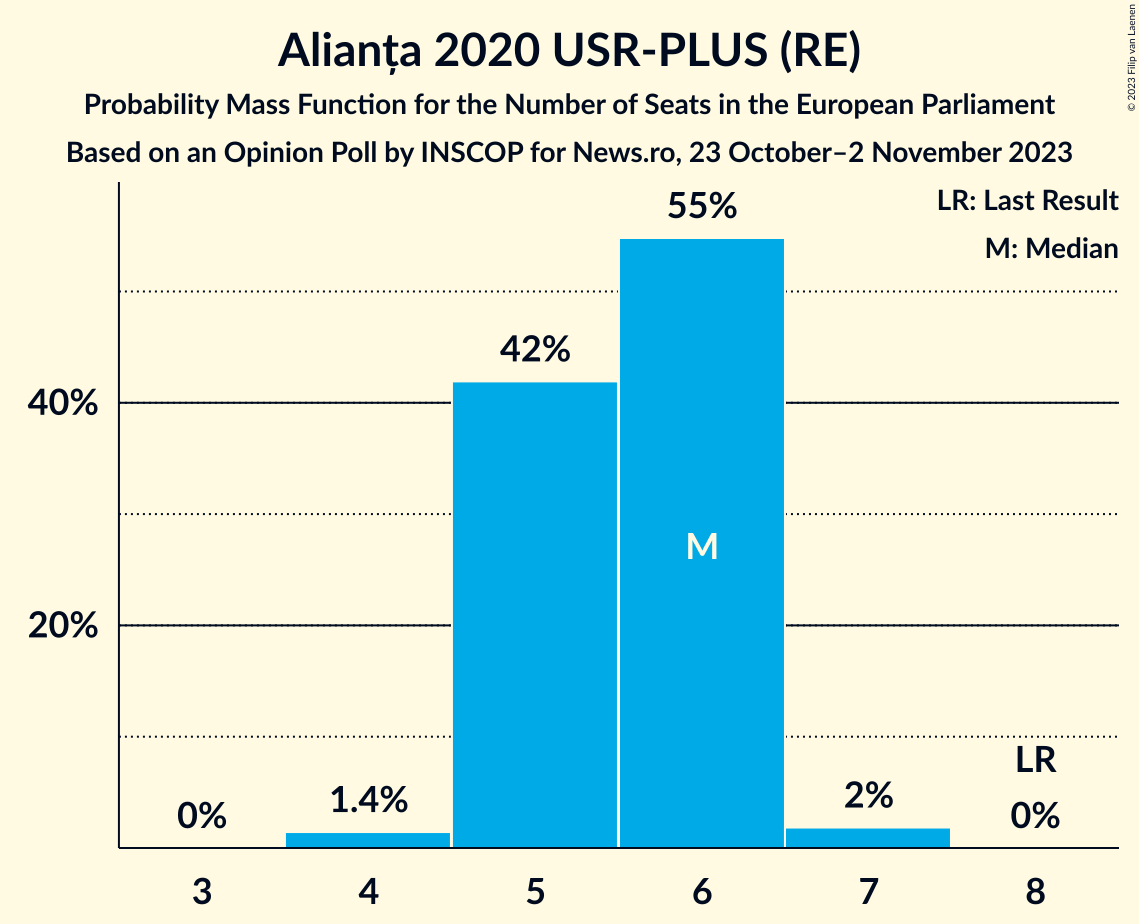 Alianța 2020 USR-PLUS (RE)
Probability Mass Function for the Number of Seats in the European Parliament
Based on an Opinion Poll by INSCOP for News.ro, 23 October–2 November 2023
© 2023 Filip van Laenen
LR: Last Result
M: Median
55%
42%
40%
M
20%
LR
0%
1.4%
2%
0%
3
4
5
6
7
8